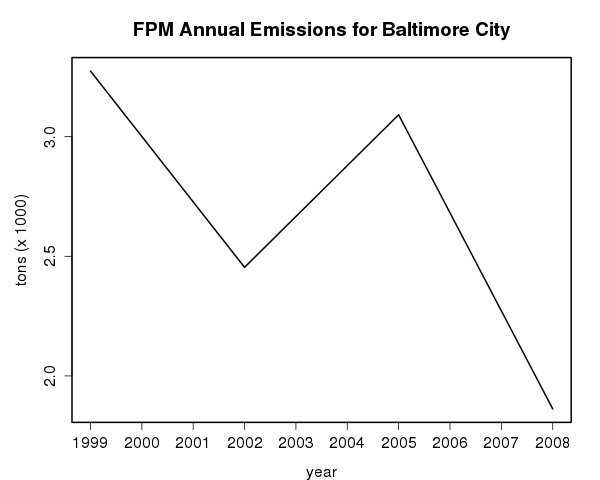 FPM Annual Emissions for Baltimore City
tons (x 1000)
3.0
2.5
2.0
1999 2000 2001 2002 2003 2004 2005 2006 2007 2008
year